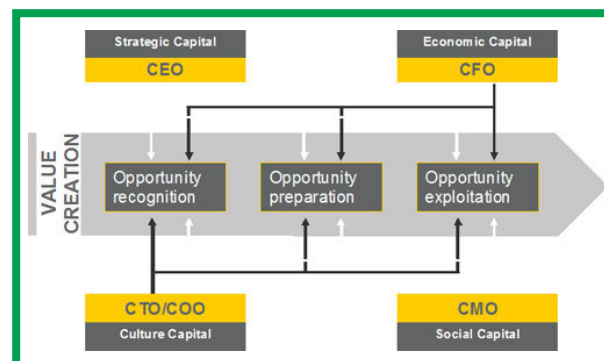 Strategic Capital
CEO
Economic Capital
CFO
VALUE
CREATION
Opportunity
recognition
Opportunity
preparation
Opportunity
exploitation
CTO/COO
Culture Capital
CMO
Social Capital